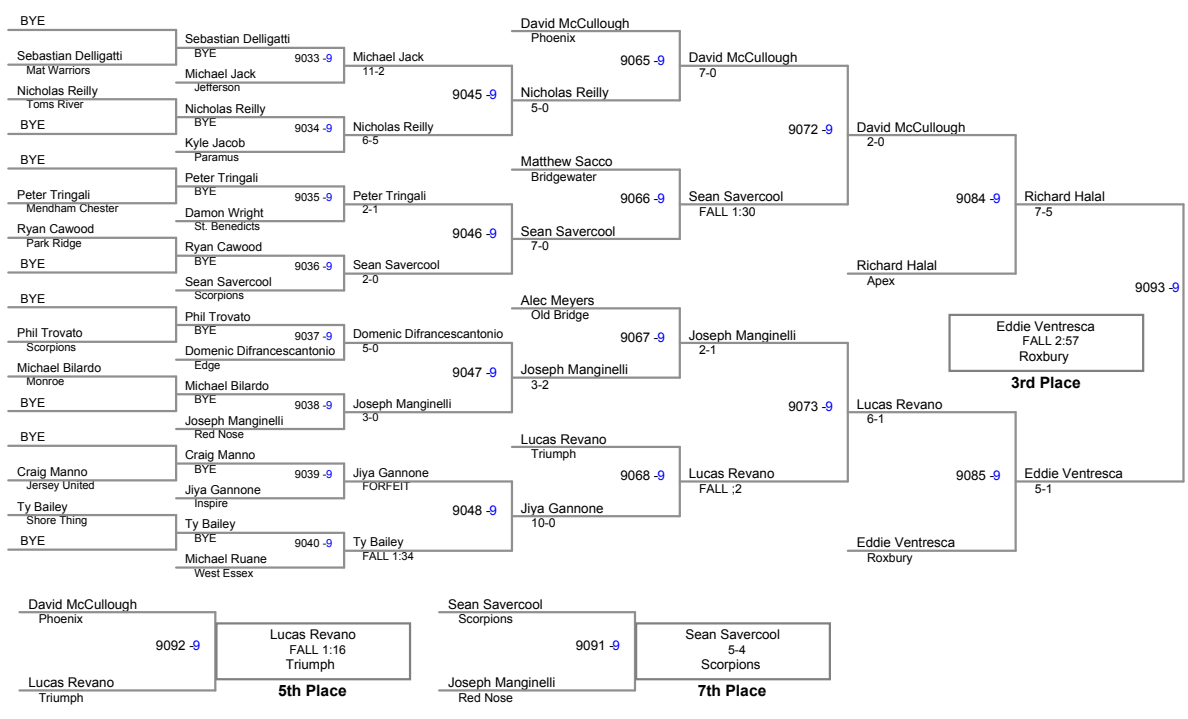 BYE
Sebastian Delligatti
Mat Warriors
Nicholas Reilly
Toms River
BYE
BYE
Peter Tringali
Mendham Chester
Ryan Cawood
Park Ridge
BYE
BYE
Phil Trovato
Scorpions
Michael Bilardo
Monroe
BYE
BYE
Craig Manno
Jersey United
Ty Bailey
Shore Thing
BYE
Sebastian Delligatti
BYE
9033 -9
Michael Jack
Jefferson
Nicholas Reilly
BYE
9034 -9
Kyle Jacob
Paramus
Peter Tringali
BYE
9035 -9
Damon Wright
St. Benedicts
Ryan Cawood
BYE
9036 -9
Sean Savercool
Scorpions
Phil Trovato
BYE
9037 -9
Domenic Difrancescantonio
Edge
Michael Bilardo
BYE
9038 -9
Joseph Manginelli
Red Nose
Craig Manno
BYE
9039 -9
Jiya Gannone
Inspire
Ty Bailey
BYE
9040 -9
Michael Ruane
West Essex
Michael Jack
11-2
9045 -9
Nicholas Reilly
6-5
Peter Tringali
2-1
9046 -9
Sean Savercool
2-0
Domenic Difrancescantonio
5-0
9047 -9
Joseph Manginelli
3-0
Jiya Gannone
FORFEIT
9048 -9
Ty Bailey
FALL 1:34
David McCullough
Phoenix
9065 -9
Nicholas Reilly
5-0
Matthew Sacco
Bridgewater
9066 -9
Sean Savercool
7-0
Alec Meyers
Old Bridge
9067 -9
Joseph Manginelli
3-2
Lucas Revano
Triumph
9068 -9
Jiya Gannone
10-0
David McCullough
7-0
9072 -9
Sean Savercool
FALL 1:30
Joseph Manginelli
2-1
9073 -9
Lucas Revano
FALL ;2
David McCullough
2-0
9084 -9
Richard Halal
Apex
Lucas Revano
6-1
9085 -9
Eddie Ventresca
Roxbury
Richard Halal
7-5
9093 -9
Eddie Ventresca
5-1
Eddie Ventresca
FALL 2:57
Roxbury
3rd Place
David McCullough
Phoenix
9092 -9
Lucas Revano
Triumph
Lucas Revano
FALL 1:16
Triumph
5th Place
Sean Savercool
Scorpions
9091 -9
Joseph Manginelli
Red Nose
Sean Savercool
5-4
Scorpions
7th Place